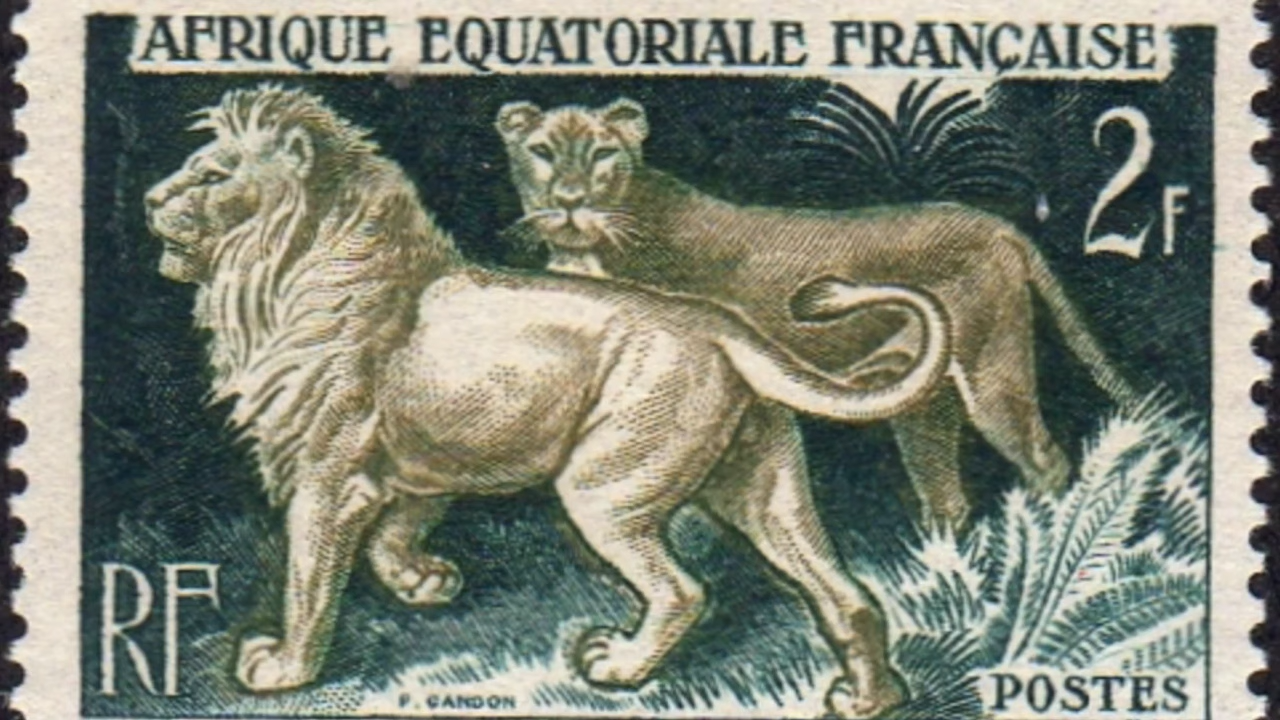 AFRIQUE EQUATORIALE FRANÇAISE
2F
RF
P. GANDON
POSTES